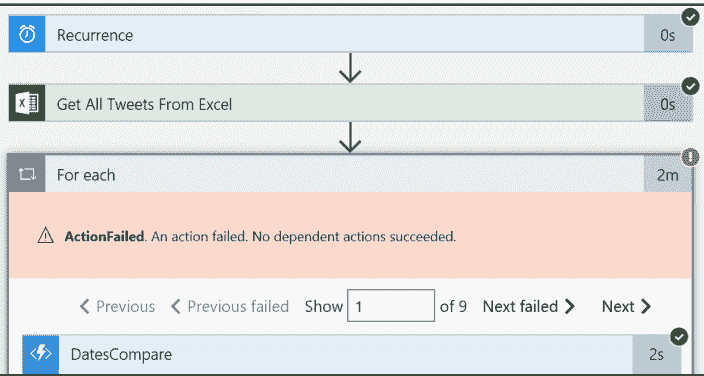 Recurrence 0s
Get All Tweets From Excel 0s
For each 2m
ActionFailed. An action failed. No dependent actions succeeded.
Previous Previous failed Show 1 of 9 Next failed Next
DatesCompare 2s